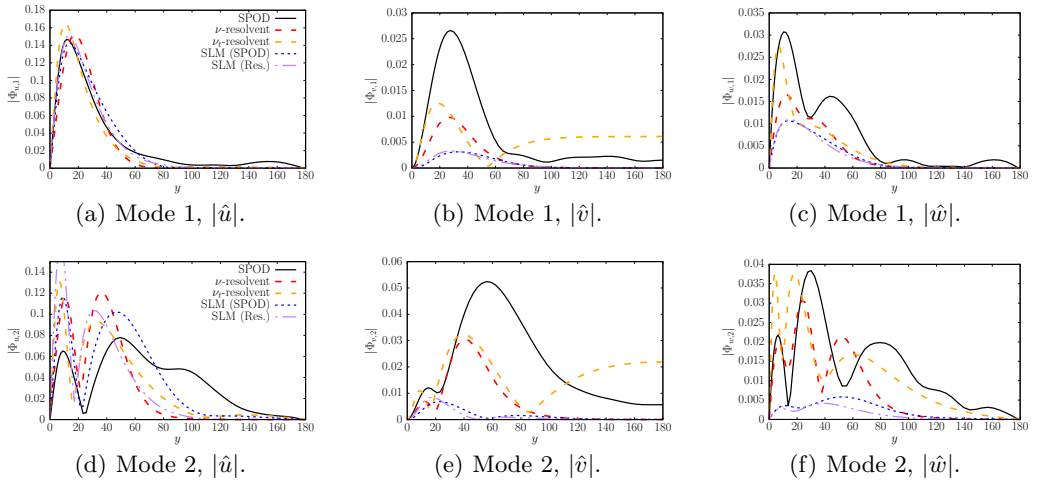 0.18
0.16
0.14
0.12
0.1
0.08
0.06
0.04
0.02
0
|Φu,1|
0 20 40 60 80 100 120 140 160 180
y
SPOD
ν-resolvent
νt-resolvent
SLM (SPOD)
SLM (Res.)
(a) Mode 1, |û|.
0.03
0.025
0.02
0.015
0.01
0.005
0
|Φv,1|
0 20 40 60 80 100 120 140 160 180
y
(b) Mode 1, |v̂|.
0.035
0.03
0.025
0.02
0.015
0.01
0.005
0
|Φw,1|
0 20 40 60 80 100 120 140 160 180
y
(c) Mode 1, |ŵ|.
0.14
0.12
0.1
0.08
0.06
0.04
0.02
0
|Φu,2|
0 20 40 60 80 100 120 140 160 180
y
SPOD
ν-resolvent
νt-resolvent
SLM (SPOD)
SLM (Res.)
(d) Mode 2, |û|.
0.06
0.05
0.04
0.03
0.02
0.01
0
|Φv,2|
0 20 40 60 80 100 120 140 160 180
y
(e) Mode 2, |v̂|.
0.04
0.035
0.03
0.025
0.02
0.015
0.01
0.005
0
|Φw,2|
0 20 40 60 80 100 120 140 160 180
y
(f) Mode 2, |ŵ|.